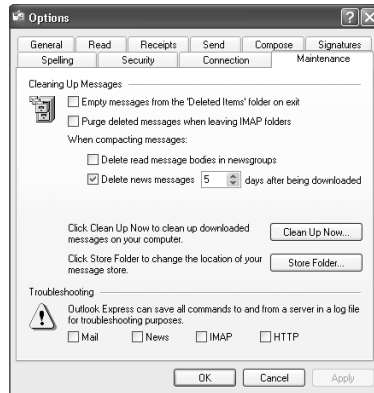 Options
General Read Receipts Send Compose Signatures
Spelling Security Connection Maintenance
Cleaning Up Messages
Empty messages from the 'Deleted Items' folder on exit
Purge deleted messages when leaving IMAP folders
When compacting messages:
Delete read message bodies in newsgroups
Delete news messages 5 days after being downloaded
Click Clean Up Now to clean up downloaded
messages on your computer.
Clean Up Now...
Click Store Folder to change the location of your
message store.
Store Folder...
Troubleshooting
Outlook Express can save all commands to and from a server in a log file
for troubleshooting purposes.
Mail News IMAP HTTP
OK Cancel Apply